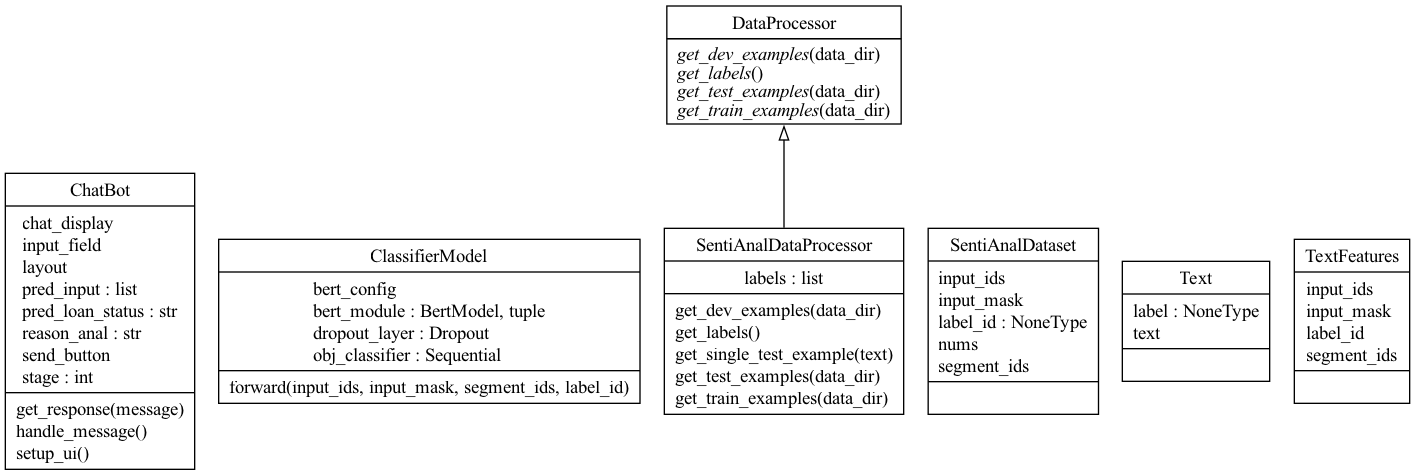 DataProcessor
get_dev_examples(data_dir)
get_labels()
get_test_examples(data_dir)
get_train_examples(data_dir)
ChatBot
chat_display
input_field
layout
pred_input : list
pred_loan_status : str
reason_anal : str
send_button
stage : int
get_response(message)
handle_message()
setup_ui()
ClassifierModel
bert_config
bert_module : BertModel, tuple
dropout_layer : Dropout
obj_classifier : Sequential
forward(input_ids, input_mask, segment_ids, label_id)
SentiAnalDataProcessor
labels : list
get_dev_examples(data_dir)
get_labels()
get_single_test_example(text)
get_test_examples(data_dir)
get_train_examples(data_dir)
SentiAnalDataset
input_ids
input_mask
label_id : NoneType
nums
segment_ids
Text
label : NoneType
text
TextFeatures
input_ids
input_mask
label_id
segment_ids